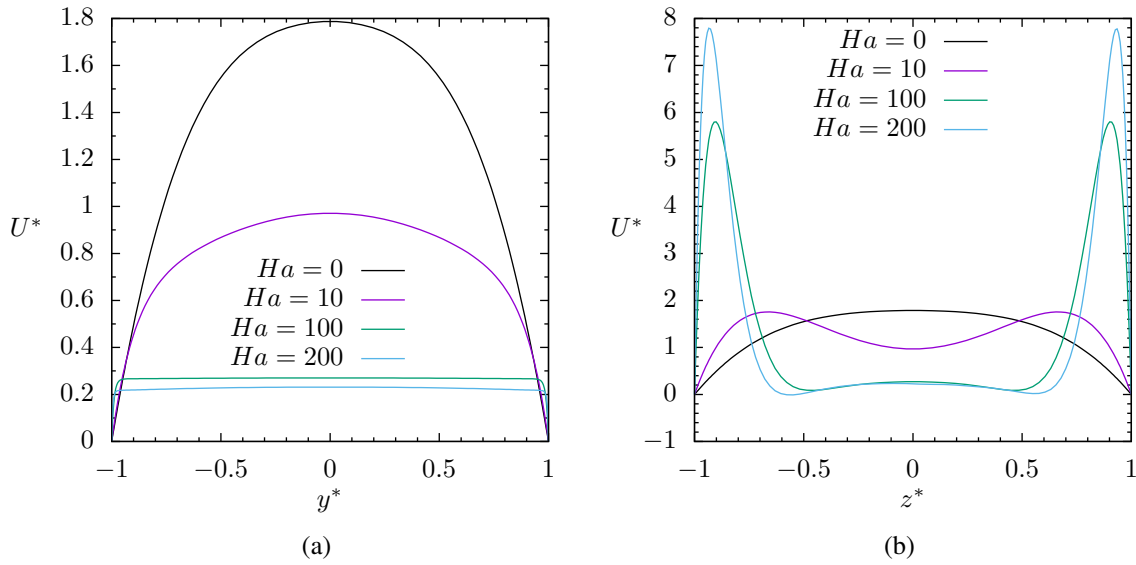 0
0.2
0.4
0.6
0.8
1
1.2
1.4
1.6
1.8
−1 −0.5 0 0.5 1
U*
y*
Ha = 0
Ha = 10
Ha = 100
Ha = 200
(a)
−1
0
1
2
3
4
5
6
7
8
−1 −0.5 0 0.5 1
U*
z*
Ha = 0
Ha = 10
Ha = 100
Ha = 200
(b)